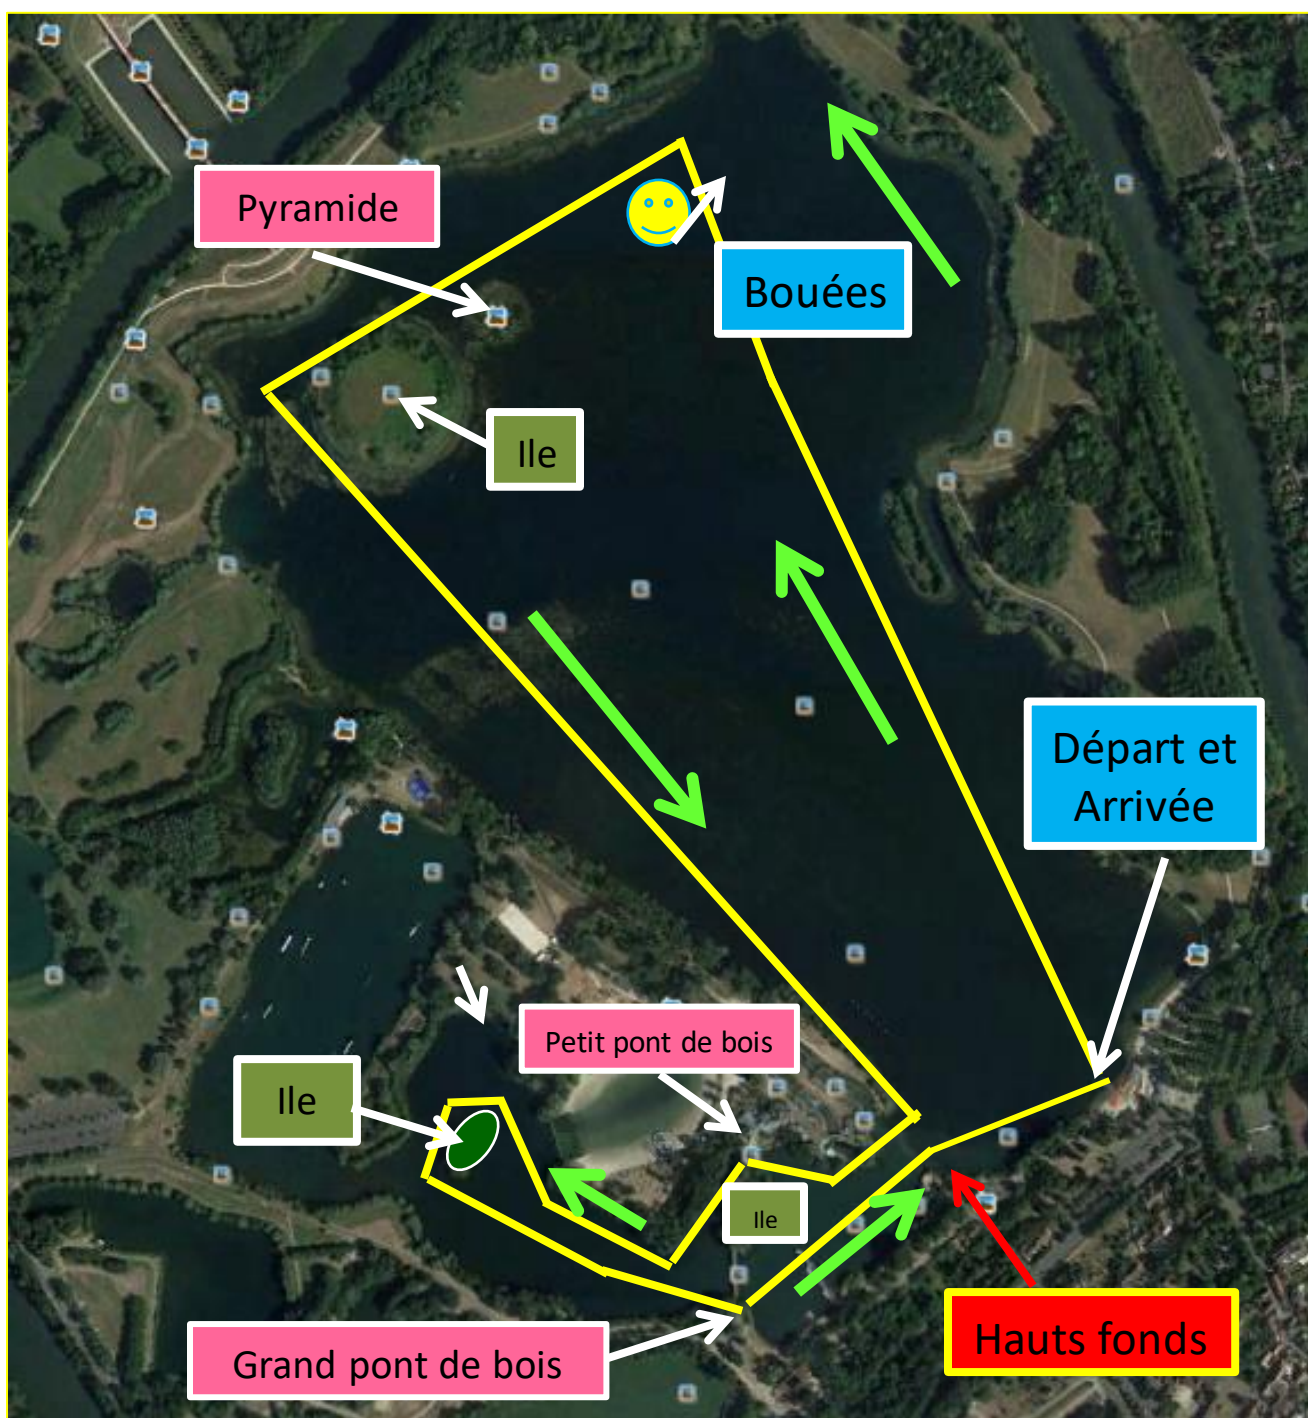 Pyramide
Bouées
Ile
Départ et
Arrivée
Petit pont de bois
Ile
Ile
Hauts fonds
Grand pont de bois